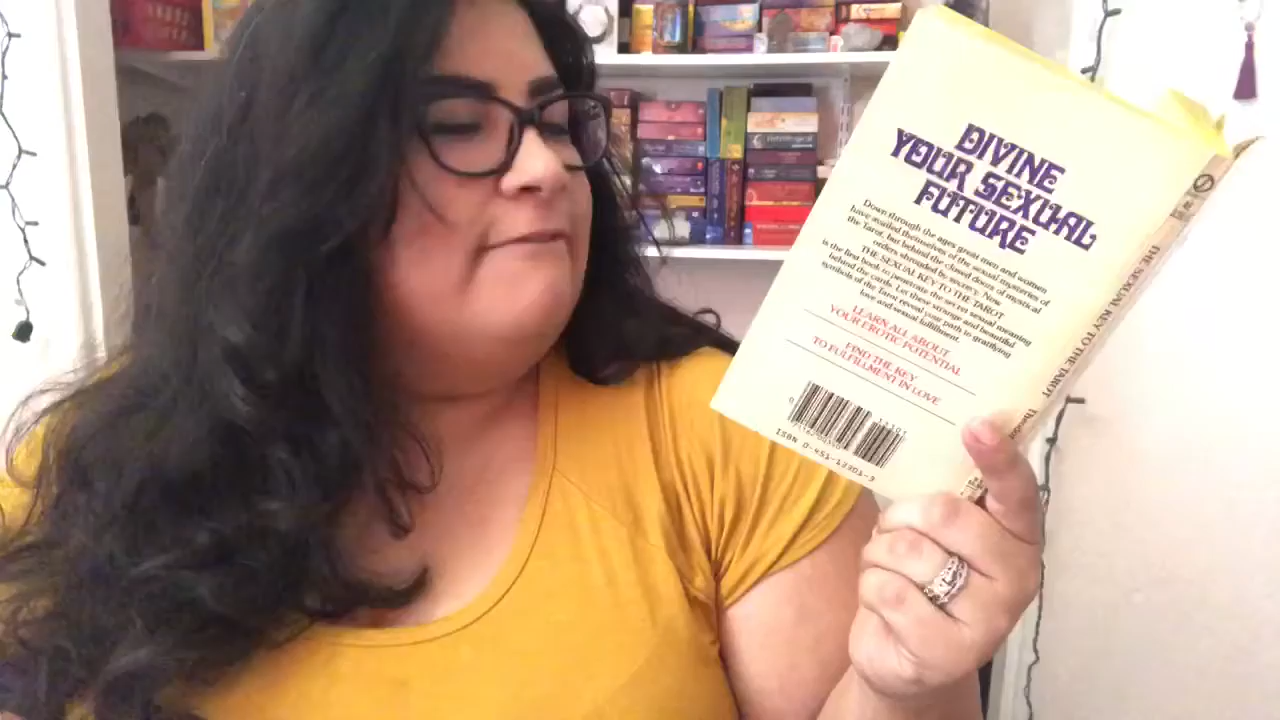 DIVINE
YOUR SEXUAL
FUTURE
Down through the ages great men and women
have availed themselves of the sexual mysteries of
the Tarot, but behind the closed doors of mystical
orders shrouded by secrecy. Now
THE SEXUAL KEY TO THE TAROT
is the first book to penetrate the secret sexual meaning
behind the cards. Let these strange and beautiful
symbols of the Tarot reveal your path to gratifying
love and sexual fulfillment.
LEARN ALL ABOUT
YOUR EROTIC POTENTIAL
FIND THE KEY
TO FULFILLMENT IN LOVE
ISBN 0-451-13301-3
THE SEXUAL KEY TO THE TAROT